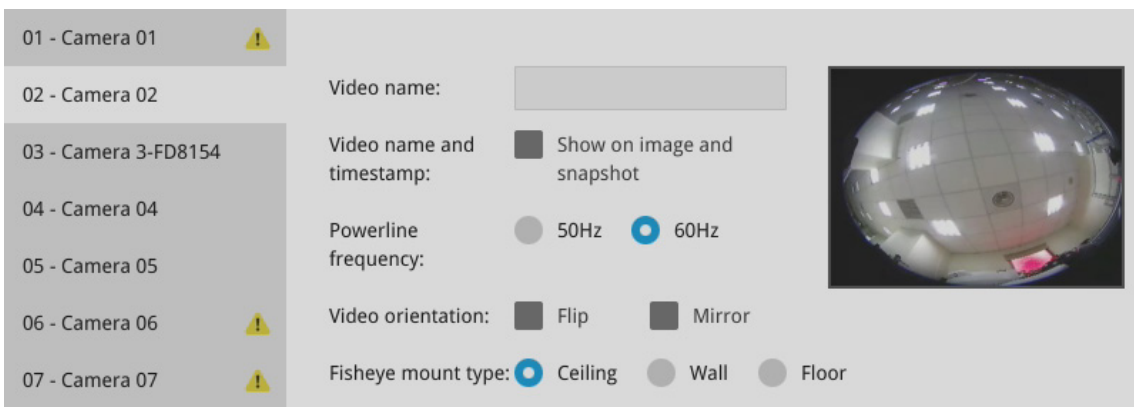 01 - Camera 01
02 - Camera 02
03 - Camera 3-FD8154
04 - Camera 04
05 - Camera 05
06 - Camera 06
07 - Camera 07
Video name:
Video name and
timestamp:
Show on image and
snapshot
Powerline
frequency:
50Hz 60Hz
Video orientation: Flip Mirror
Fisheye mount type: Ceiling Wall Floor